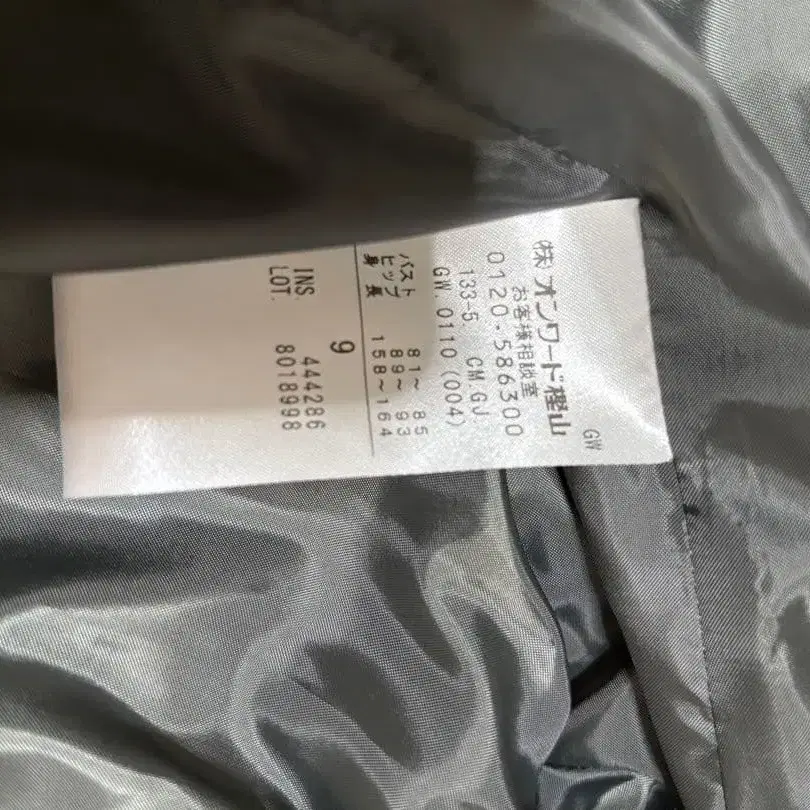 GW
(株)オンワード樫山
お客様相談室
0120-586300
133-5. CM.GJ
GW. 0110 (004)
バスト 81～ 85
ヒップ 89～ 93
身長 158～164
9
INS. 444286
LOT. 8018998